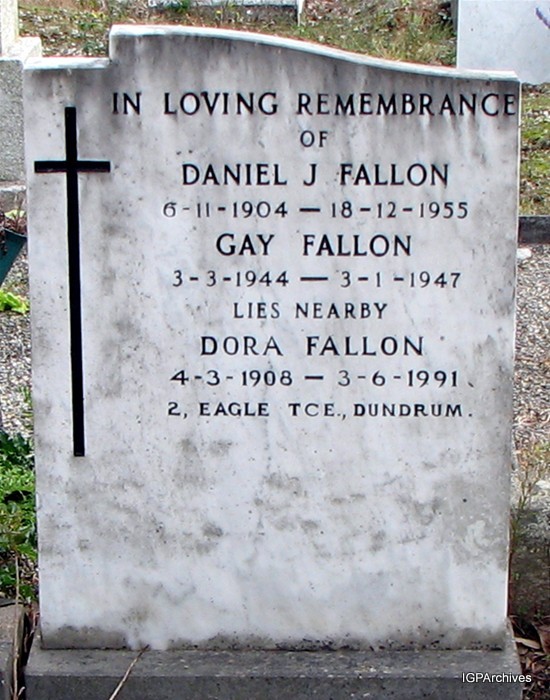 IN LOVING REMEMBRANCE
OF
DANIEL J FALLON
6-11-1904 — 18-12-1955
GAY FALLON
3-3-1944 — 3-1-1947
LIES NEARBY
DORA FALLON
4-3-1908 — 3-6-1991.
2, EAGLE TCE., DUNDRUM.
IGPArchives